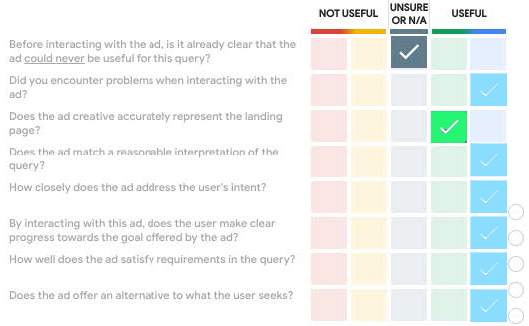 NOT USEFUL
UNSURE
OR N/A
USEFUL
Before interacting with the ad, is it already clear that the
ad could never be useful for this query?
Did you encounter problems when interacting with the
ad?
Does the ad creative accurately represent the landing
page?
Does the ad match a reasonable interpretation of the
query?
How closely does the ad address the user's intent?
By interacting with this ad, does the user make clear
progress towards the goal offered by the ad?
How well does the ad satisfy requirements in the query?
Does the ad offer an alternative to what the user seeks?